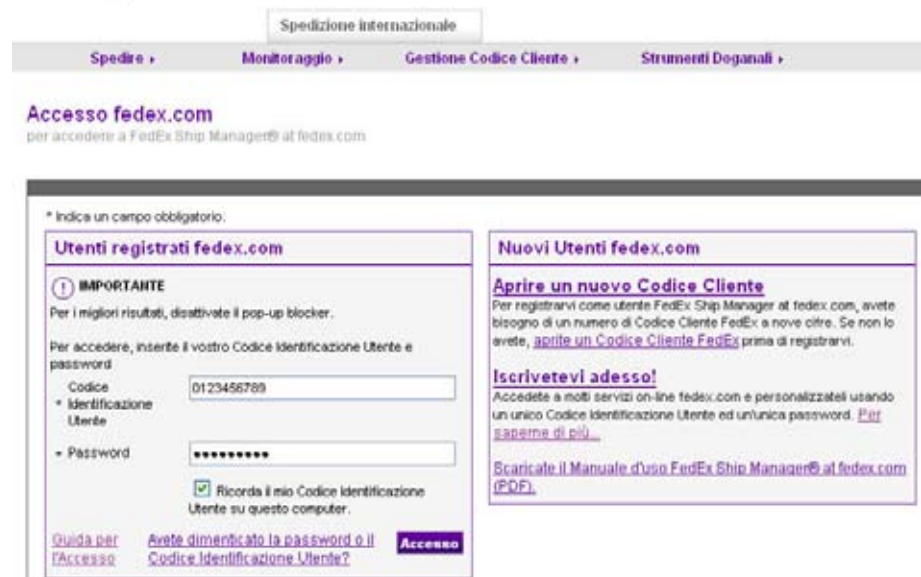 Spedizione internazionale
Spedire
Monitoraggio
Gestione Codice Cliente
Strumenti Doganali
Accesso fedex.com
per accedere a FedEx Ship Manager® at fedex.com
* Indica un campo obbligatorio.
Utenti registrati fedex.com
! IMPORTANTE
Per i migliori risultati, disattivate il pop-up blocker.
Per accedere, inserite il vostro Codice Identificazione Utente e
password
Codice
* Identificazione
Utente
0123456789
* Password
•••••••••
Ricorda il mio Codice Identificazione
Utente su questo computer.
Guida per
l'Accesso
Avete dimenticato la password o il
Codice Identificazione Utente?
Accesso
Nuovi Utenti fedex.com
Aprire un nuovo Codice Cliente
Per registrarvi come utente FedEx Ship Manager at fedex.com, avete
bisogno di un numero di Codice Cliente FedEx a nove cifre. Se non lo
avete, aprite un Codice Cliente FedEx prima di registrarvi.
Iscrivetevi adesso!
Accedete a molti servizi on-line fedex.com e personalizzateli usando
un unico Codice Identificazione Utente ed un'unica password. Per
saperne di più...
Scaricate il Manuale d'uso FedEx Ship Manager® at fedex.com
(PDF).